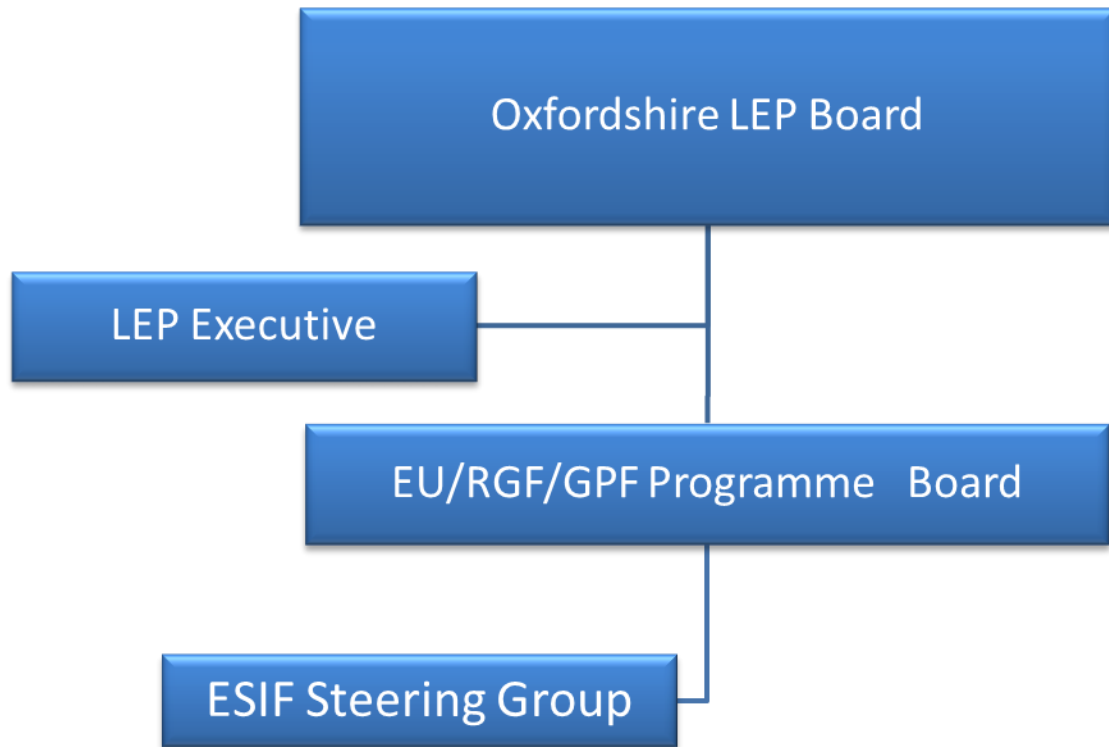 Oxfordshire LEP Board
LEP Executive
EU/RGF/GPF Programme   Board
ESIF Steering Group